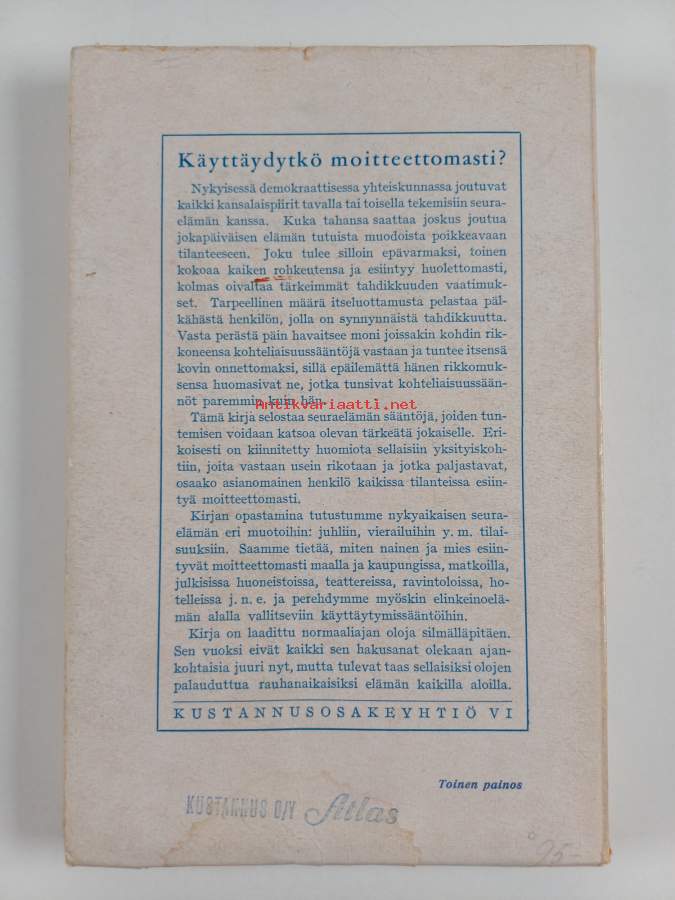 Käyttäydytkö moitteettomasti?
Nykyisessä demokraattisessa yhteiskunnassa joutuvat
kaikki kansalaispiirit tavalla tai toisella tekemisiin seura-
elämän kanssa. Kuka tahansa saattaa joskus joutua
jokapäiväisen elämän tutuista muodoista poikkeavaan
tilanteeseen. Joku tulee silloin epävarmaksi, toinen
kokoaa kaiken rohkeutensa ja esiintyy huolettomasti,
kolmas oivaltaa tärkeimmät tahdikkuuden vaatimuk-
set. Tarpeellinen määrä itseluottamusta pelastaa päl-
kähästä henkilön, jolla on synnynnäistä tahdikkuutta.
Vasta perästä päin havaitsee moni joissakin kohdin rik-
koneensa kohteliaisuussääntöjä vastaan ja tuntee itsensä
kovin onnettomaksi, sillä epäilemättä hänen rikkomuk-
sensa huomasivat ne, jotka tunsivat kohteliaisuussään-
nöt paremmin kuin hän.
Antikvariaatti.net
Tämä kirja selostaa seuraelämän sääntöjä, joiden tun-
temisen voidaan katsoa olevan tärkeätä jokaiselle. Eri-
koisesti on kiinnitetty huomiota sellaisiin yksityiskoh-
tiin, joita vastaan usein rikotaan ja jotka paljastavat,
osaako asianomainen henkilö kaikissa tilanteissa esiin-
tyä moitteettomasti.
Kirjan opastamina tutustumme nykyaikaisen seura-
elämän eri muotoihin: juhliin, vierailuihin y. m. tilai-
suuksiin. Saamme tietää, miten nainen ja mies esiin-
tyvät moitteettomasti maalla ja kaupungissa, matkoilla,
julkisissa huoneistoissa, teattereissa, ravintoloissa, ho-
telleissa j. n. e. ja perehdymme myöskin elinkeinoelä-
män alalla vallitseviin käyttäytymissääntöihin.
Kirja on laadittu normaaliajan oloja silmälläpitäen.
Sen vuoksi eivät kaikki sen hakusanat olekaan ajan-
kohtaisia juuri nyt, mutta tulevat taas sellaisiksi olojen
palauduttua rauhanaikaisiksi elämän kaikilla aloilla.
KUSTANNUSOSAKEYHTIÖ VI
Toinen painos
KUSTANNUS O/Y Atlas
95-